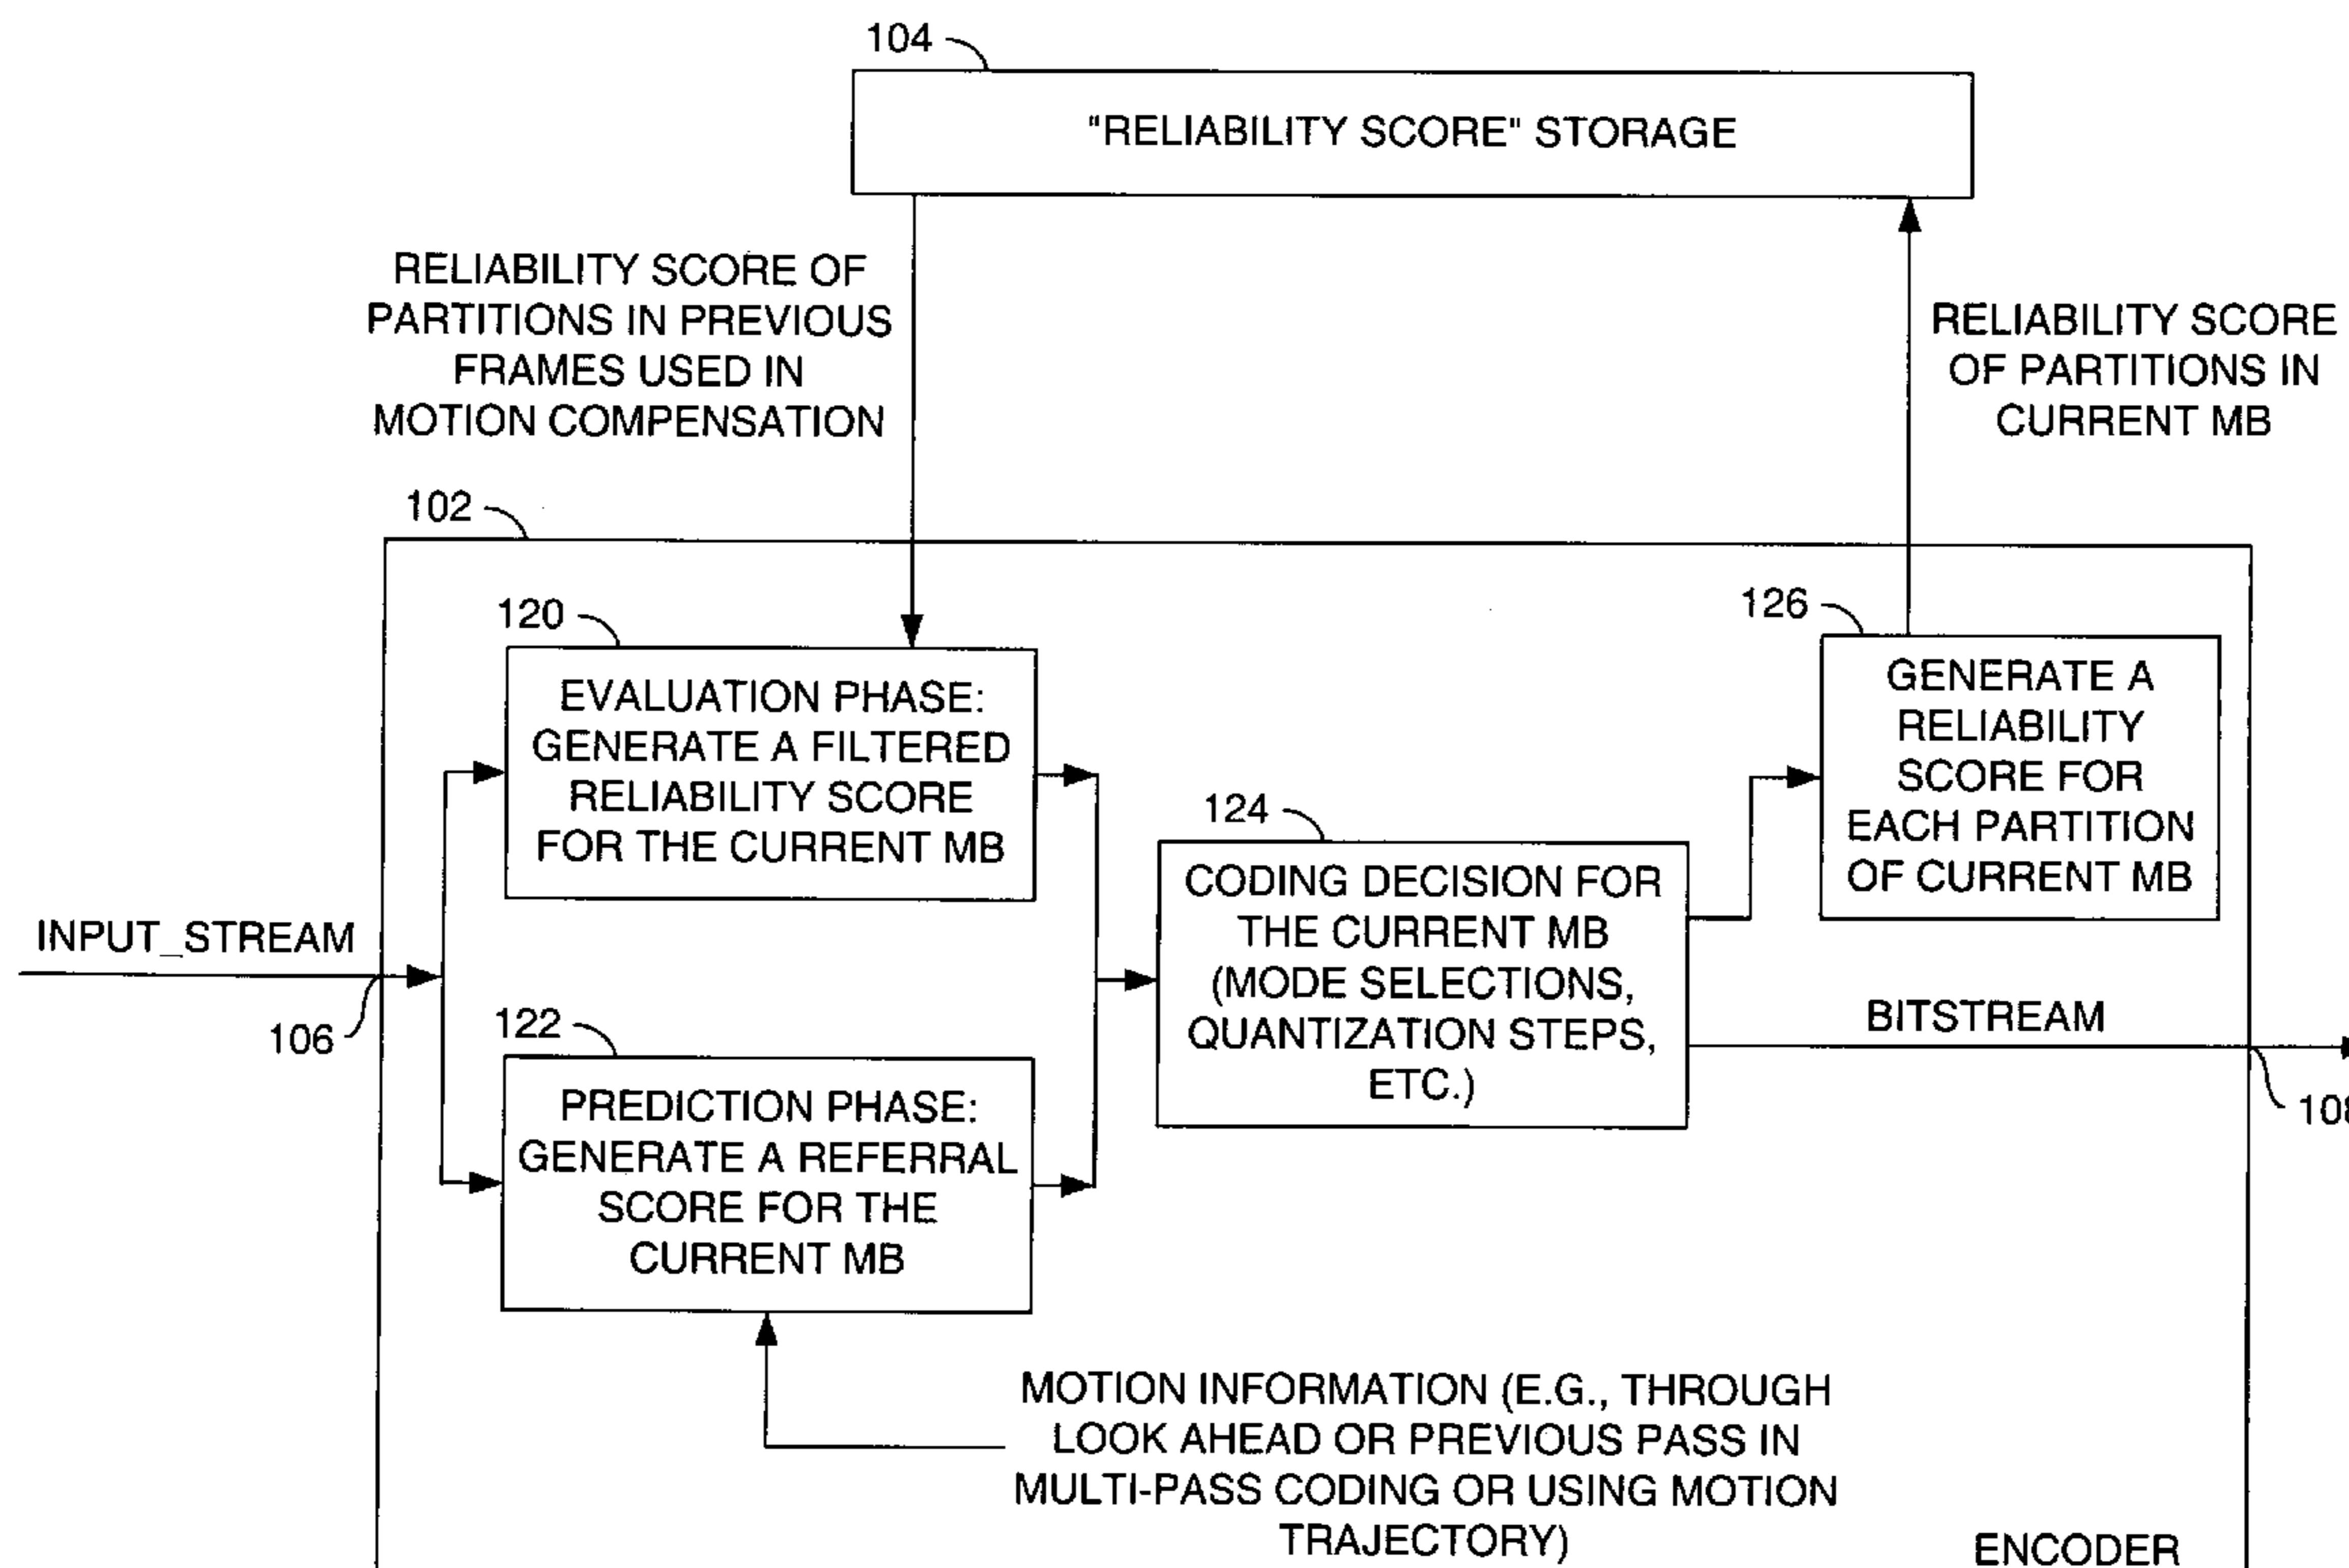 104
"RELIABILITY SCORE" STORAGE
RELIABILITY SCORE OF
PARTITIONS IN PREVIOUS
FRAMES USED IN
MOTION COMPENSATION
RELIABILITY SCORE
OF PARTITIONS IN
CURRENT MB
102
120
EVALUATION PHASE:
GENERATE A FILTERED
RELIABILITY SCORE
FOR THE CURRENT MB
126
GENERATE A
RELIABILITY
SCORE FOR
EACH PARTITION
OF CURRENT MB
124
CODING DECISION FOR
THE CURRENT MB
(MODE SELECTIONS,
QUANTIZATION STEPS,
ETC.)
INPUT_STREAM
106
122
PREDICTION PHASE:
GENERATE A REFERRAL
SCORE FOR THE
CURRENT MB
BITSTREAM
108
MOTION INFORMATION (E.G., THROUGH
LOOK AHEAD OR PREVIOUS PASS IN
MULTI-PASS CODING OR USING MOTION
TRAJECTORY)
ENCODER